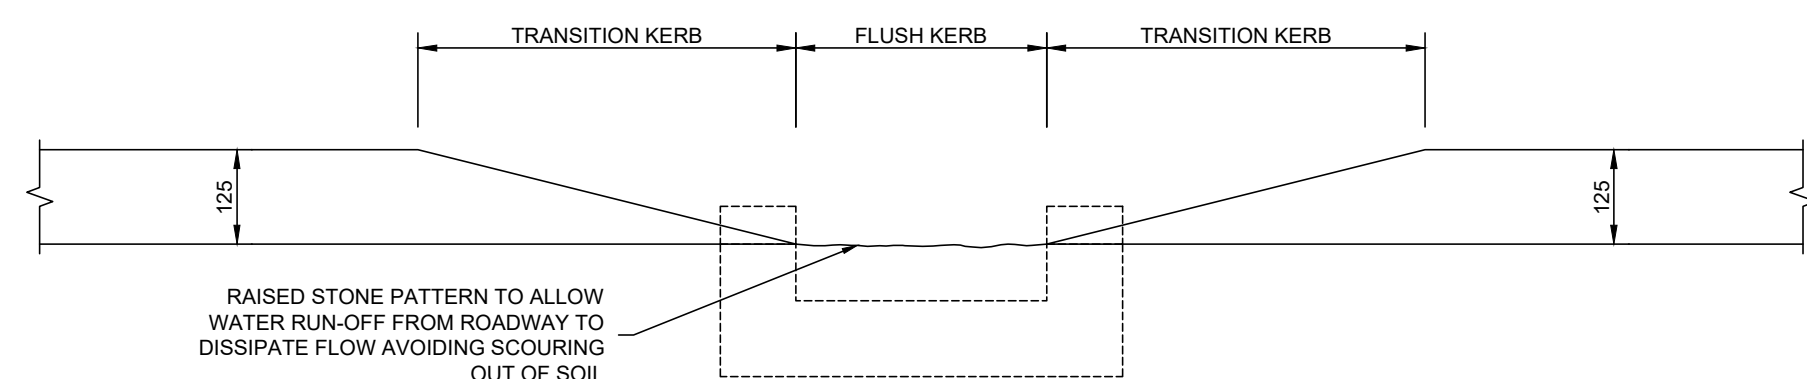 TRANSITION KERB
FLUSH KERB
TRANSITION KERB
125
125
RAISED STONE PATTERN TO ALLOW
WATER RUN-OFF FROM ROADWAY TO
DISSIPATE FLOW AVOIDING SCOURING
OUT OF SOIL